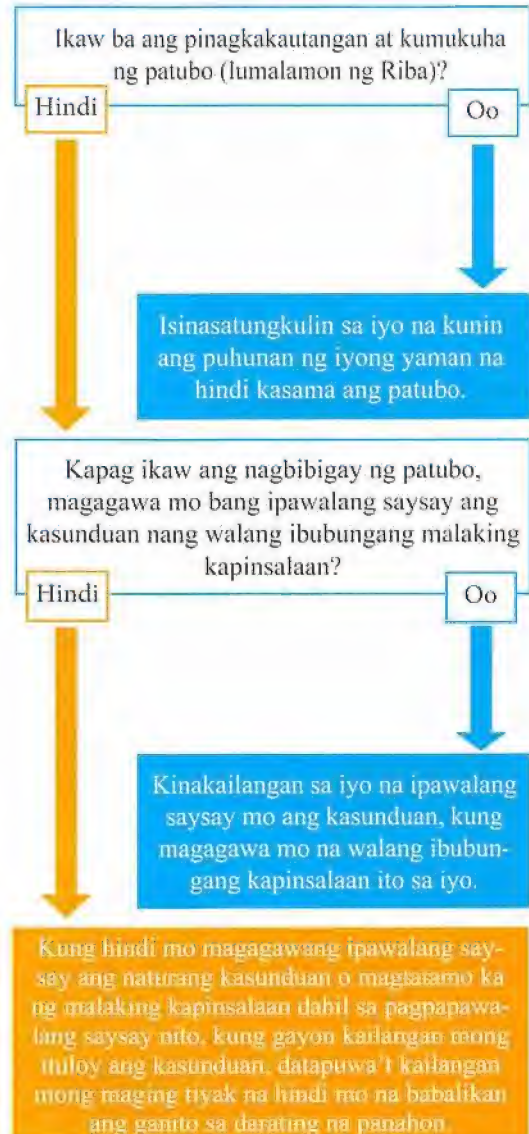 Ikaw ba ang pinagkakautangan at kumukuha
ng patubo (lumalamon ng Riba)?
Hindi
Oo
Isinasatungkulin sa iyo na kunin
ang puhunan ng iyong yaman na
hindi kasama ang patubo.
Kapag ikaw ang nagbibigay ng patubo,
magagawa mo bang ipawalang saysay ang
kasunduan nang walang ibubungang malaking
kapinsalaan?
Hindi
Oo
Kinakailangan sa iyo na ipawalang
saysay mo ang kasunduan, kung
magagawa mo na walang ibubun-
gang kapinsalaan ito sa iyo.
Kung hindi mo magagawang ipawalang say-
say ang naturang kasunduan o magtatamo ka
ng malaking kapinsalaan dahil sa pagpapawa-
lang saysay nito, kung gayon kailangan mong
ituloy ang kasunduan, datapuwa't kailangan
mong maging tiyak na hindi mo na babalikan
ang ganito sa darating na panahon.